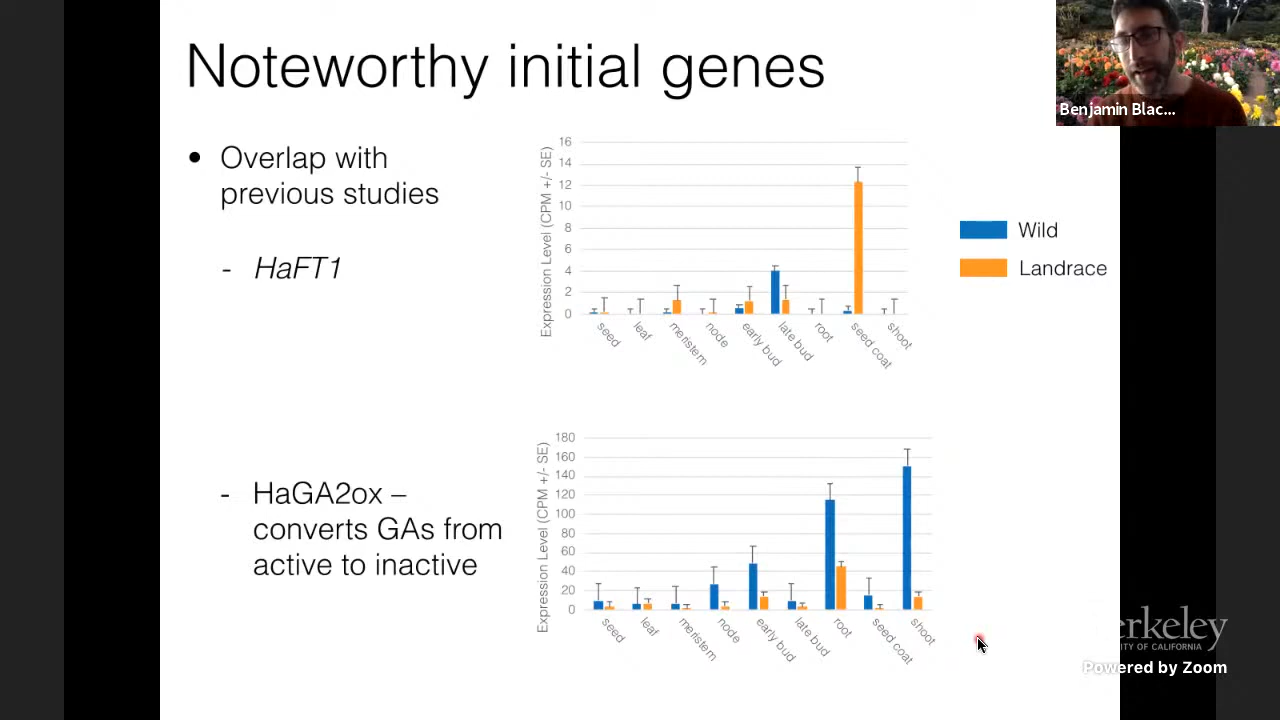 Noteworthy initial genes
Benjamin Blac...
• Overlap with
previous studies
- HaFT1
Expression Level (CPM +/- SE)
16
14
12
10
8
6
4
2
0
seed
leaf
meristem
node
early bud
late bud
root
seed coat
shoot
Wild
Landrace
- HaGA2ox –
converts GAs from
active to inactive
Expression Level (CPM +/- SE)
180
160
140
120
100
80
60
40
20
0
seed
leaf
meristem
node
early bud
late bud
root
seed coat
shoot
erkeley
ITY OF CALIFORNIA
Powered by Zoom